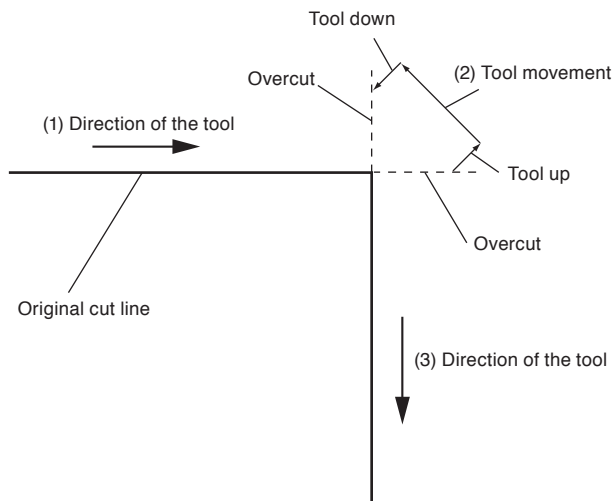 Tool down
(2) Tool movement
Overcut
(1) Direction of the tool
Tool up
Overcut
Original cut line
(3) Direction of the tool